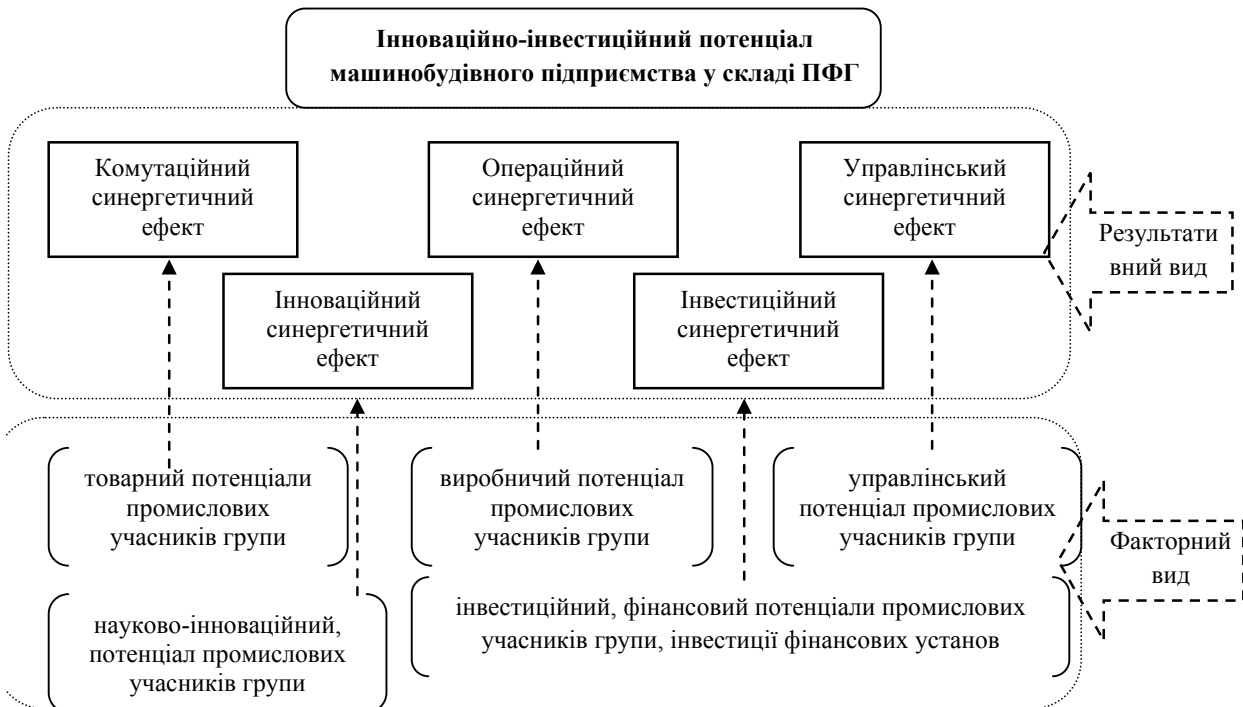 Інноваційно-інвестиційний потенціал
машинобудівного підприємства у складі ПФГ
Комутаційний
синергетичний
ефект
Операційний
синергетичний
ефект
Управлінський
синергетичний
ефект
Результати
вний вид
Інноваційний
синергетичний
ефект
Інвестиційний
синергетичний
ефект
товарний потенціали
промислових
учасників групи
виробничий потенціал
промислових
учасників групи
управлінський
потенціал промислових
учасників групи
Факторний
вид
науково-інноваційний,
потенціал промислових
учасників групи
інвестиційний, фінансовий потенціали промислових
учасників групи, інвестиції фінансових установ